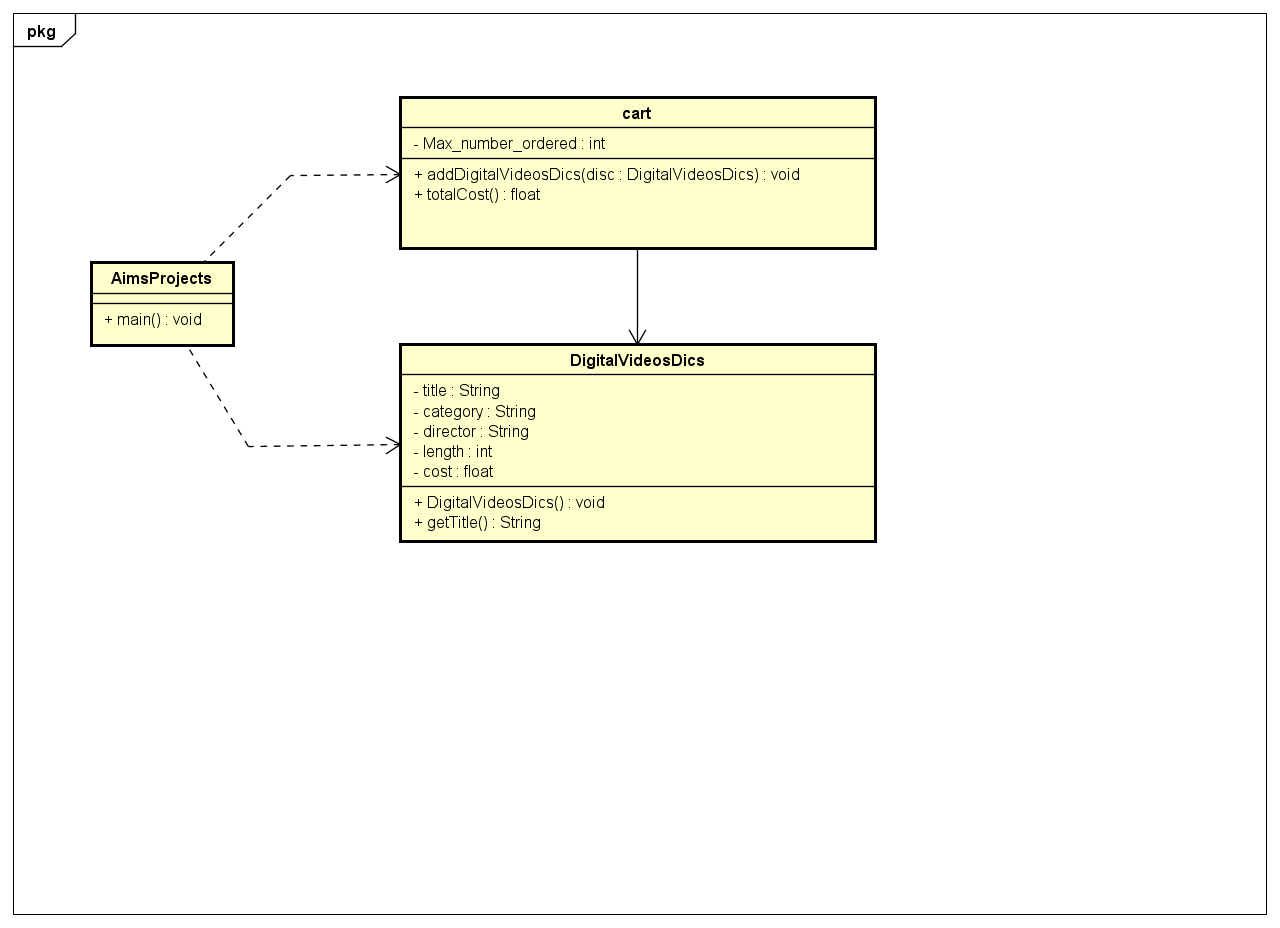 pkg
cart
- Max_number_ordered : int
+ addDigitalVideosDics(disc : DigitalVideosDics) : void
+ totalCost() : float
AimsProjects
+ main() : void
DigitalVideosDics
- title : String
- category : String
- director : String
- length : int
- cost : float
+ DigitalVideosDics() : void
+ getTitle() : String